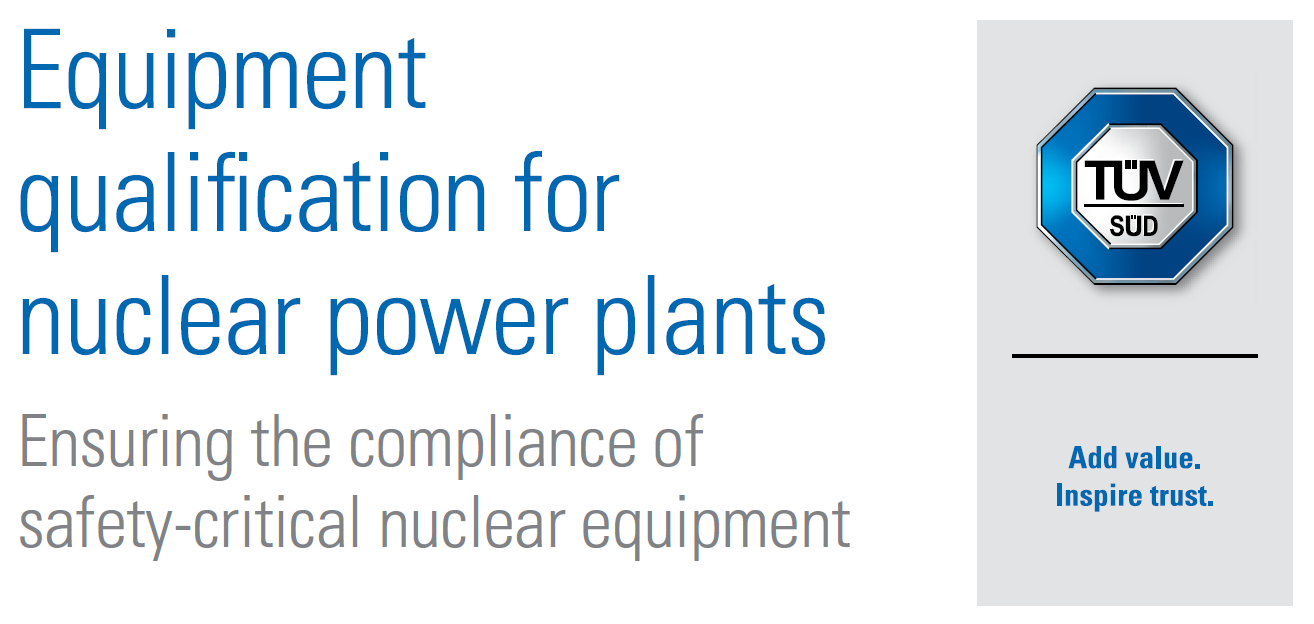 Equipment
qualification for
nuclear power plants
Ensuring the compliance of
safety-critical nuclear equipment
TÜV
SÜD
Add value.
Inspire trust.